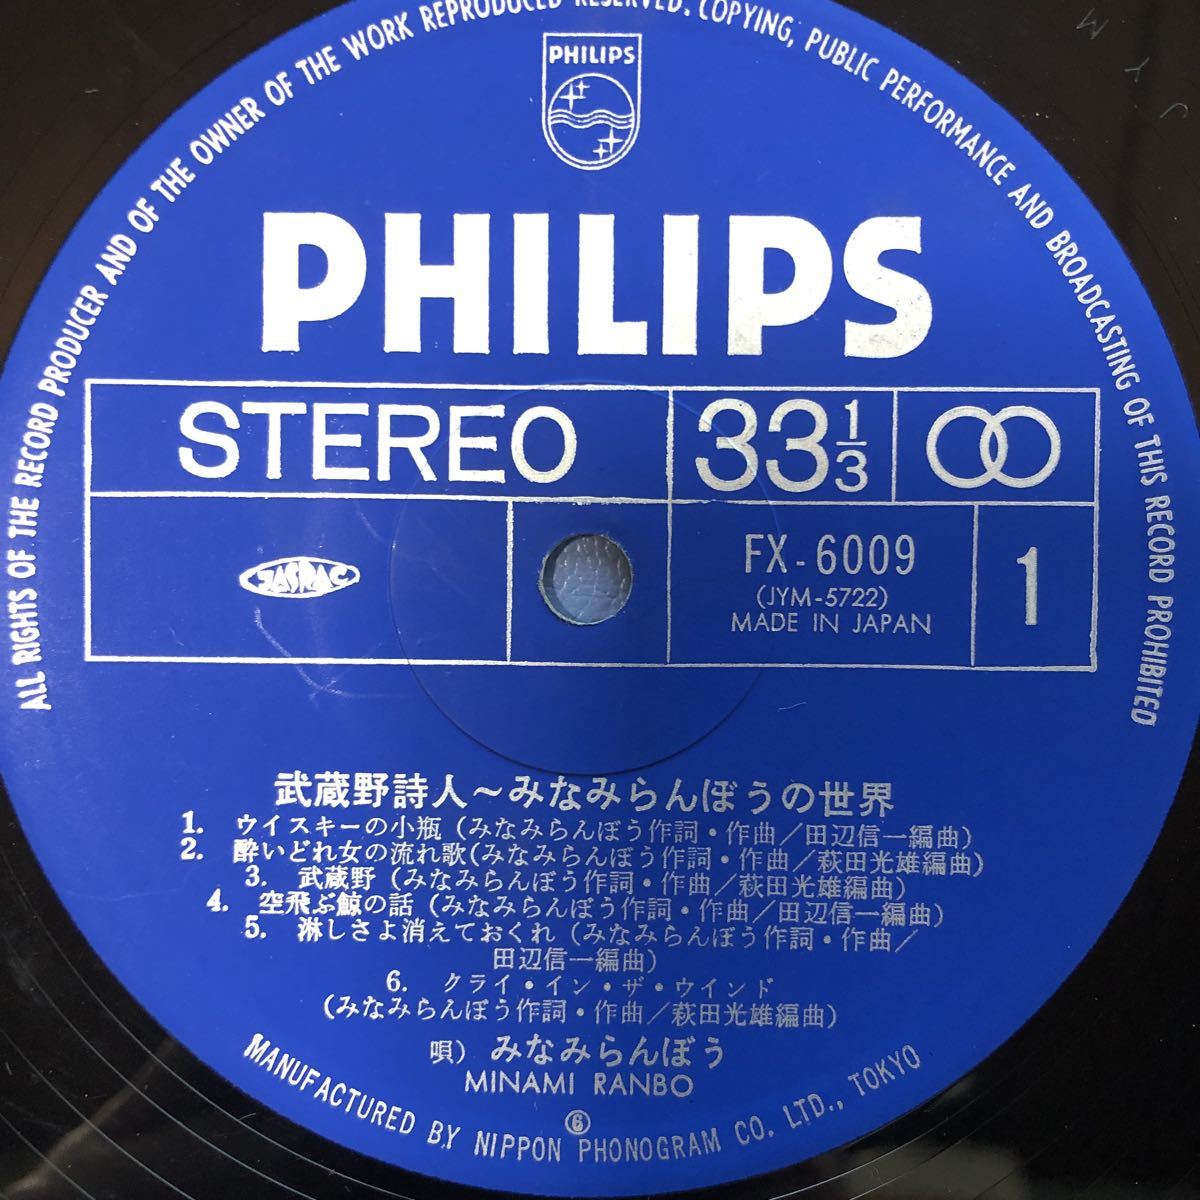 ALL RIGHTS OF THE RECORD PRODUCER AND OF THE OWNER OF THE WORK REPRODUCED RESERVED. COPYING, PUBLIC PERFORMANCE AND BROADCASTING OF THIS RECORD PROHIBITED
PHILIPS
PHILIPS
STEREO
33 1/3
JASRAC
FX-6009
(JYM-5722)
MADE IN JAPAN
1
武蔵野詩人～みなみらんぼうの世界
1. ウイスキーの小瓶 (みなみらんぼう作詞・作曲／田辺信一編曲)
2. 酔いどれ女の流れ歌(みなみらんぼう作詞・作曲／萩田光雄編曲)
3. 武蔵野 (みなみらんぼう作詞・作曲／萩田光雄編曲)
4. 空飛ぶ鯨の話 (みなみらんぼう作詞・作曲／田辺信一編曲)
5. 淋しさよ消えておくれ (みなみらんぼう作詞・作曲／
田辺信一編曲)
6. クライ・イン・ザ・ウインド
(みなみらんぼう作詞・作曲／萩田光雄編曲)
唄) みなみらんぼう
MINAMI RANBO
⑥
MANUFACTURED BY NIPPON PHONOGRAM CO. LTD., TOKYO
M
Y
J